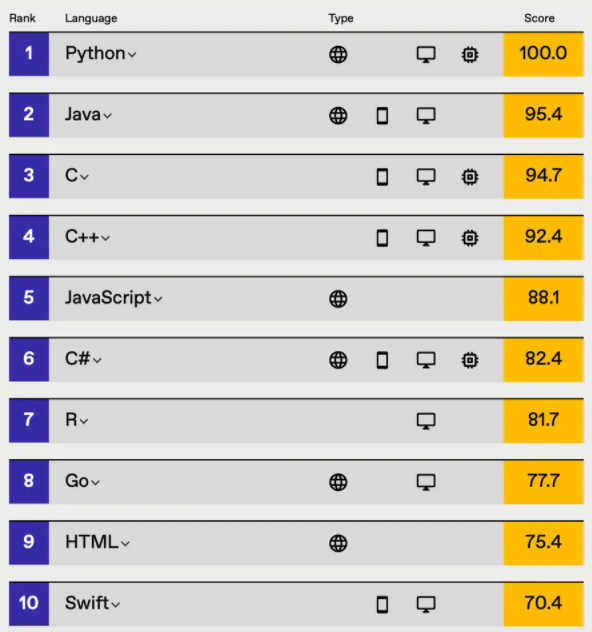 Rank Language Type Score
1 Python 100.0
2 Java 95.4
3 C 94.7
4 C++ 92.4
5 JavaScript 88.1
6 C# 82.4
7 R 81.7
8 Go 77.7
9 HTML 75.4
10 Swift 70.4